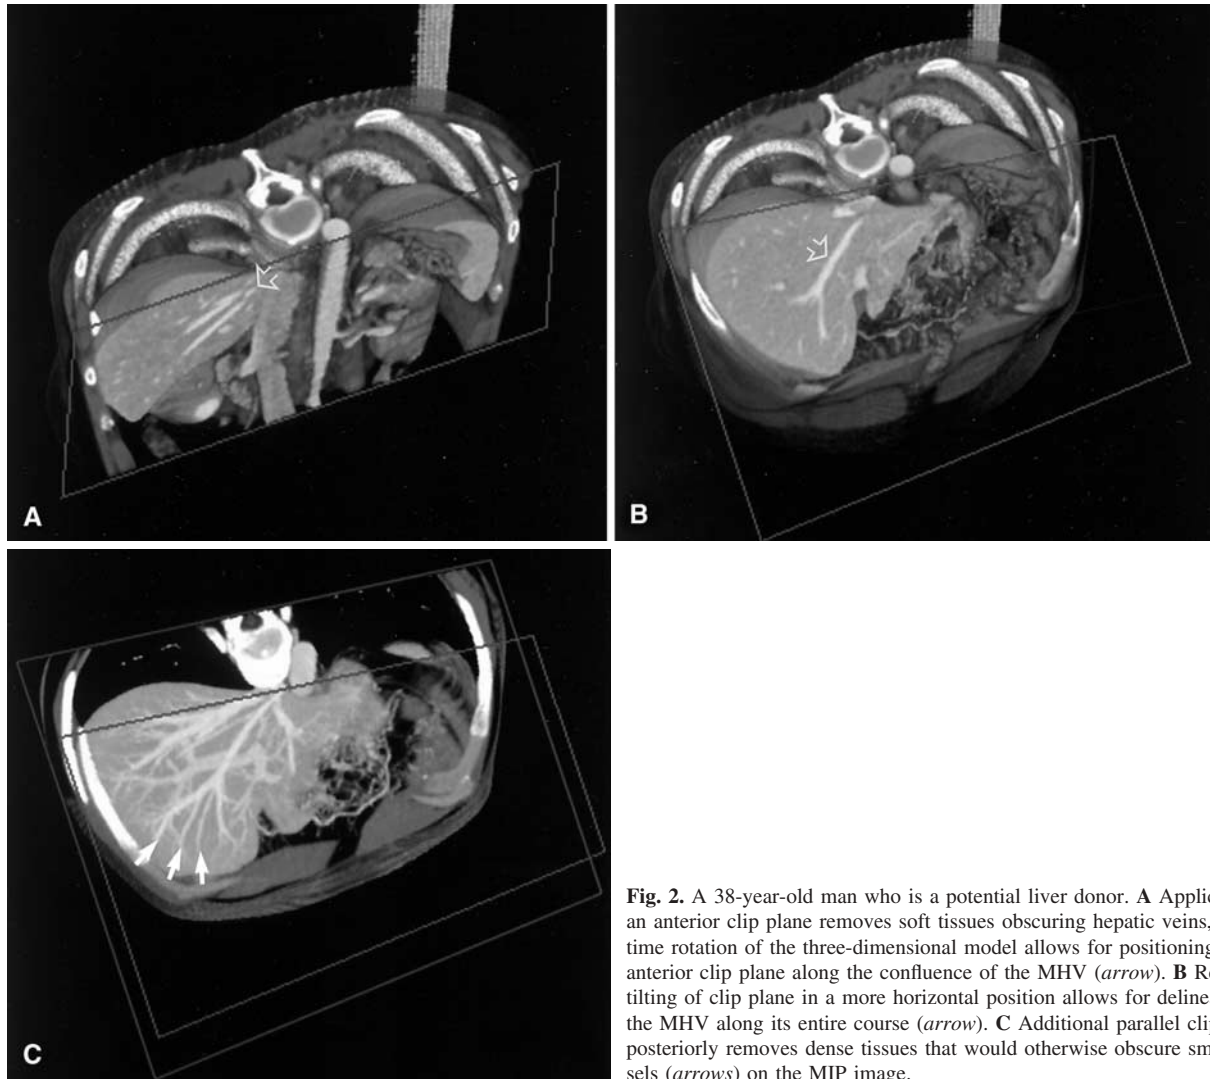 A
B
C
Fig. 2. A 38-year-old man who is a potential liver donor. A Applic
an anterior clip plane removes soft tissues obscuring hepatic veins,
time rotation of the three-dimensional model allows for positioning
anterior clip plane along the confluence of the MHV (arrow). B Re
tilting of clip plane in a more horizontal position allows for deline
the MHV along its entire course (arrow). C Additional parallel clip
posteriorly removes dense tissues that would otherwise obscure sm
sels (arrows) on the MIP image.